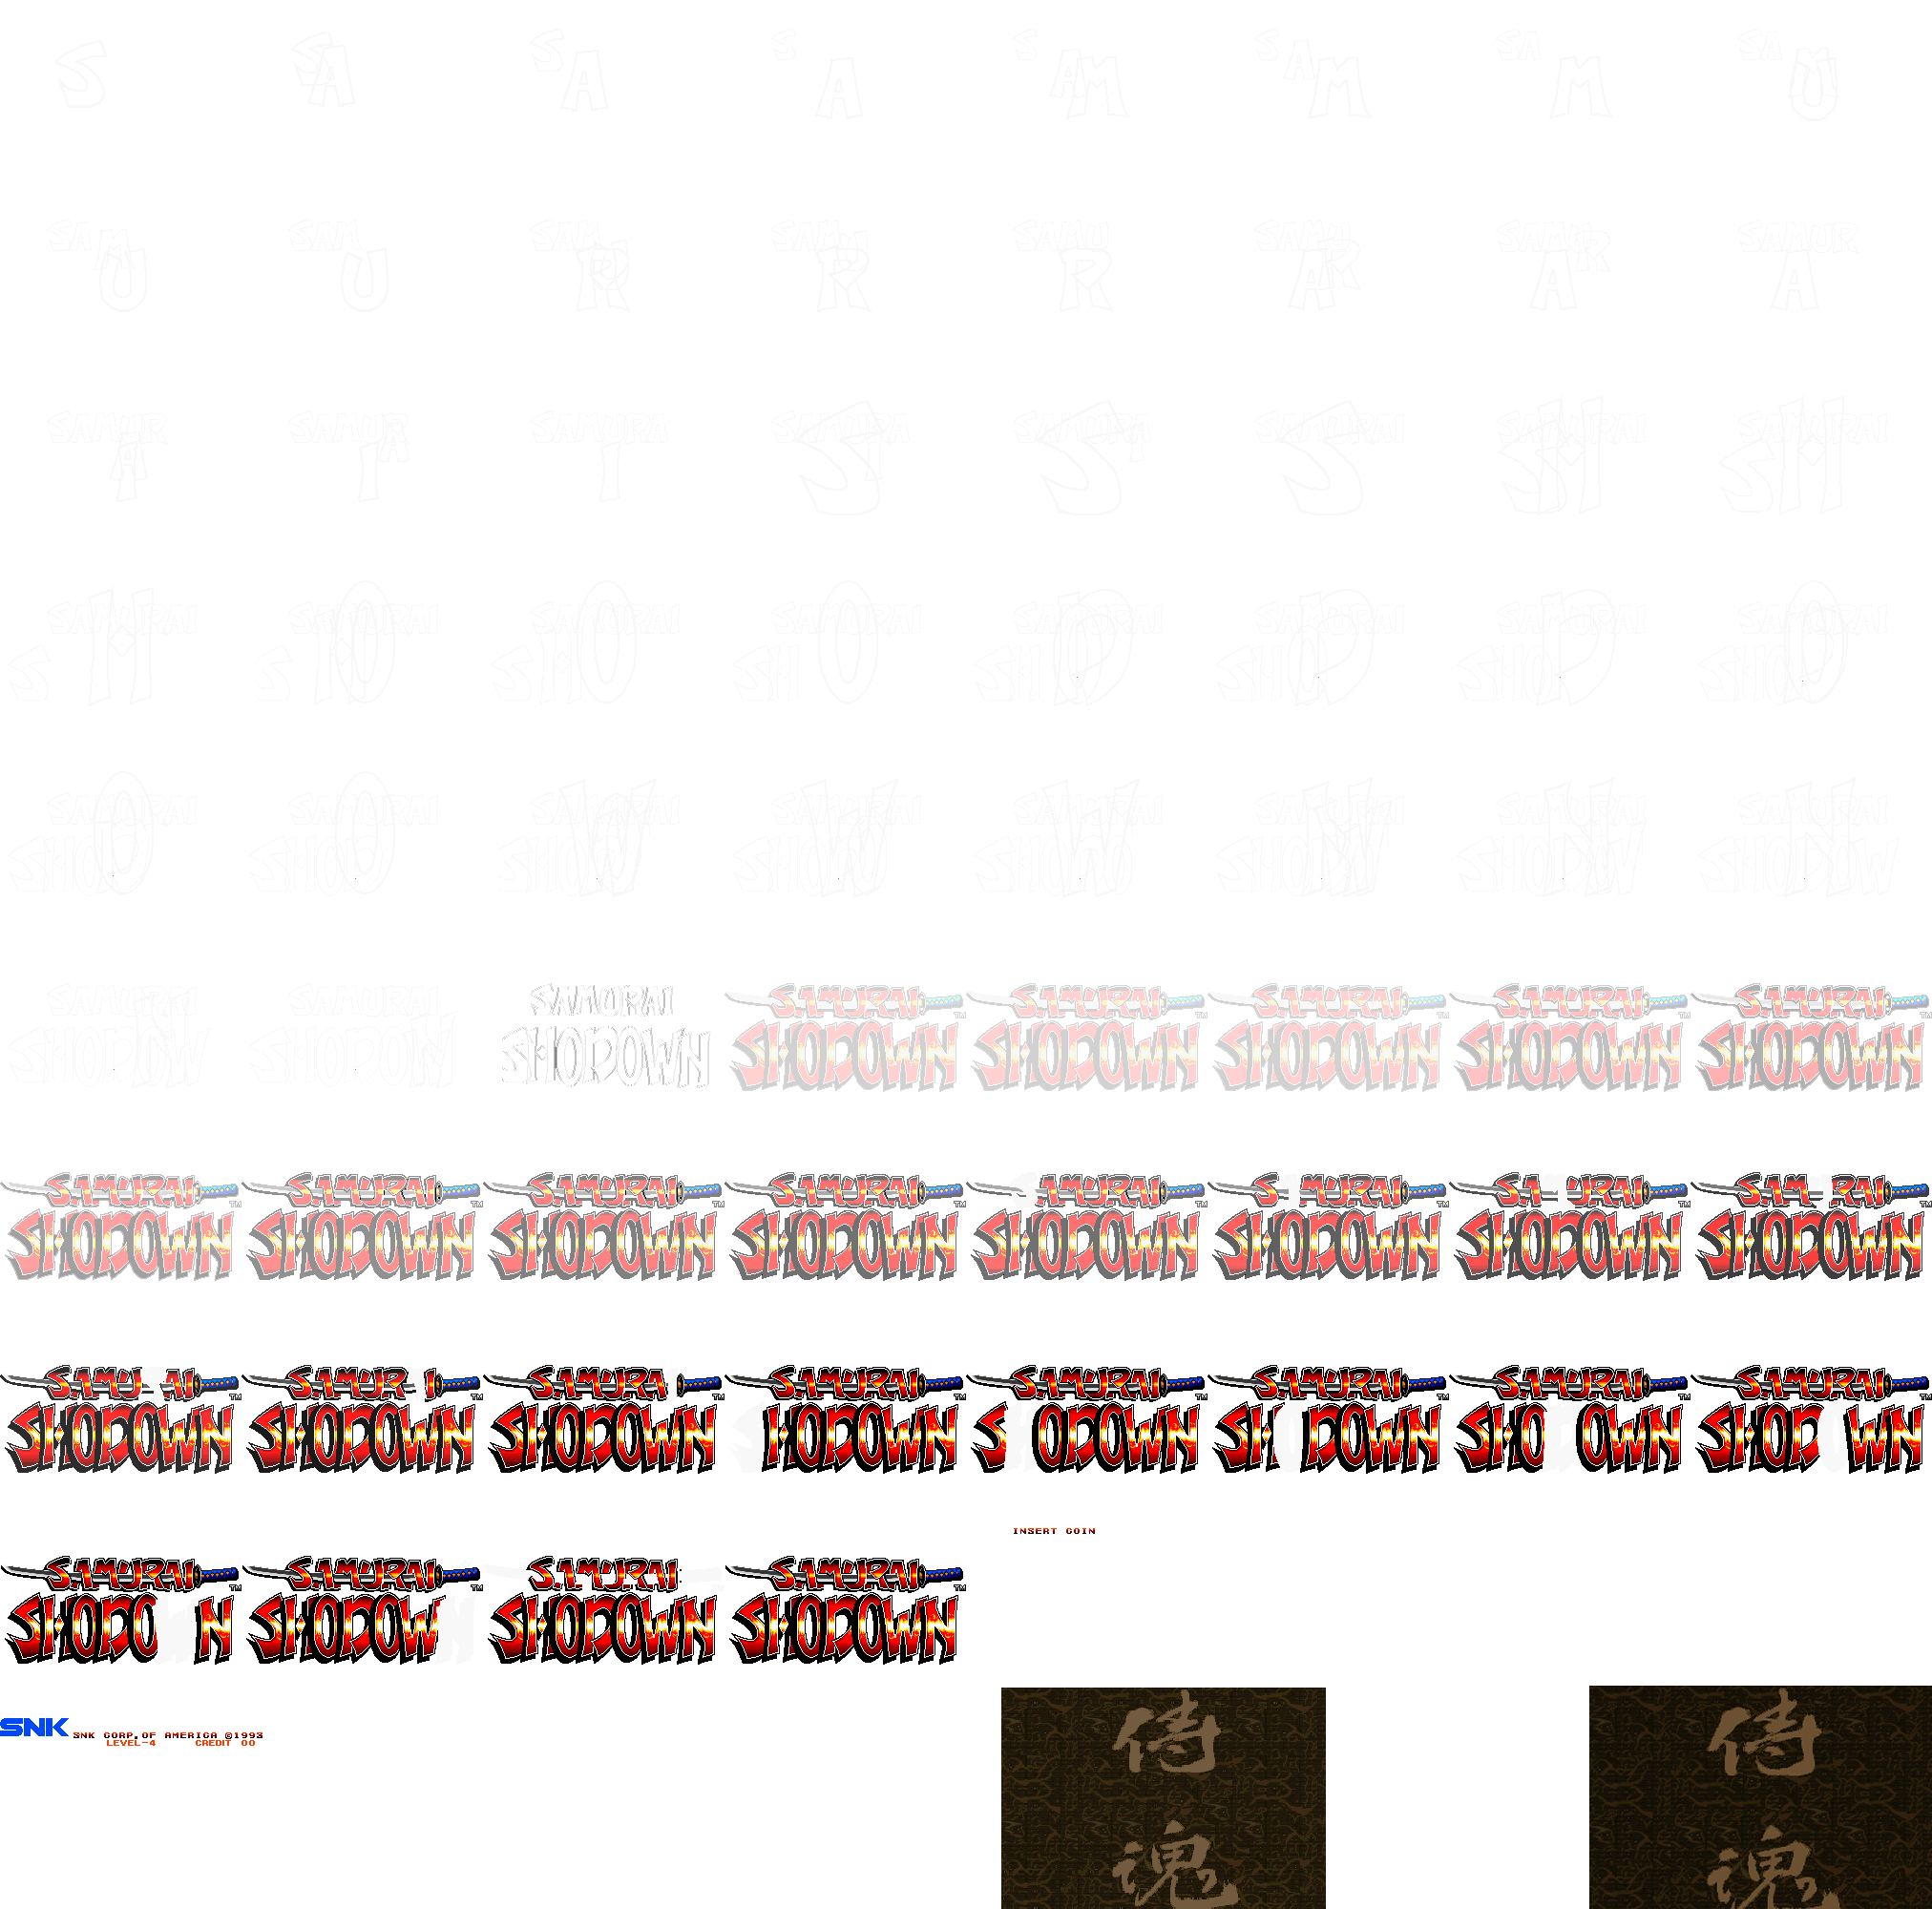 S SA SA SA SAM SAM SAM SAMU
SAMU SAMU SAMUR SAMUR SAMUR SAMURA SAMURA SAMURA
SAMURA SAMURAI SAMURAI SAMURAI SAMURAI SAMURAI SAMURAI SAMURAI
S S S SH SH
SAMURAI SAMURAI SAMURAI SAMURAI SAMURAI SAMURAI SAMURAI SAMURAI
SH SHO SHO SHO SHOD SHOD SHOD SHODO
SAMURAI SAMURAI SAMURAI SAMURAI SAMURAI SAMURAI SAMURAI SAMURAI
SHODO SHODO SHODOW SHODOW SHODOW SHODOWN SHODOWN SHODOWN
SAMURAI SAMURAI SAMURAI SAMURAI SAMURAI SAMURAI SAMURAI SAMURAI
TM TM TM TM TM
SHODOWN SHODOWN SHODOWN SHODOWN SHODOWN SHODOWN SHODOWN SHODOWN
SAMURAI SAMURAI SAMURAI SAMURAI AMURAI S MURAI SA URAI SAM RAI
TM TM TM TM TM TM TM TM
SHODOWN SHODOWN SHODOWN SHODOWN SHODOWN SHODOWN SHODOWN SHODOWN
SAMU AI SAMUR I SAMURA SAMURAI SAMURAI SAMURAI SAMURAI SAMURAI
TM TM TM TM TM TM TM TM
SHODOWN SHODOWN SHODOWN HODOWN S ODOWN SH DOWN SHO OWN SHOD WN
INSERT COIN
SAMURAI SAMURAI SAMURAI SAMURAI
TM TM
SHODO N SHODOW SHODOWN SHODOWN
SNK SNK CORP,OF AMERICA ©1993
LEVEL-4 CREDIT 00
侍 侍
魂 魂